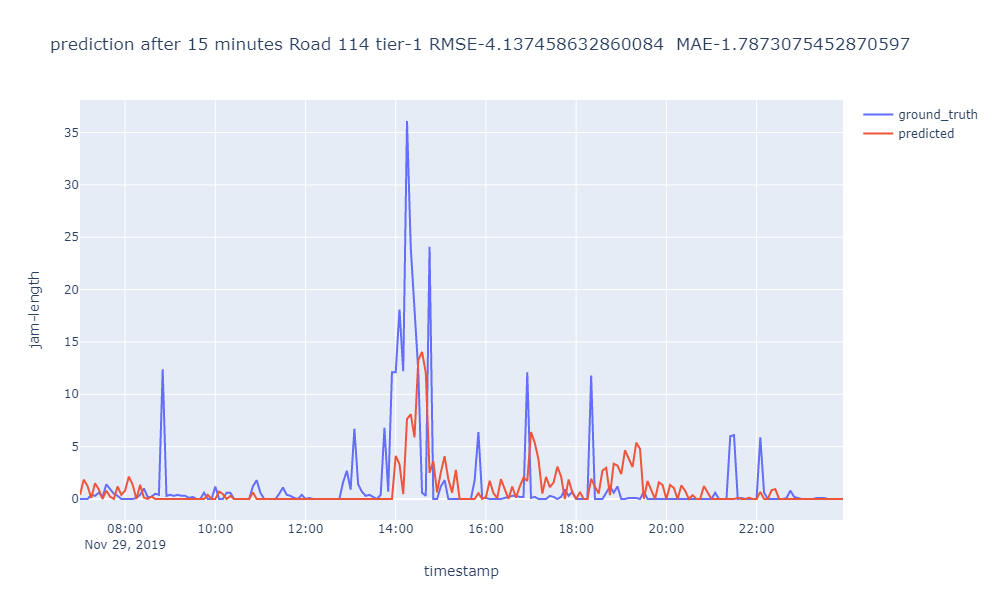 prediction after 15 minutes Road 114 tier-1 RMSE-4.137458632860084  MAE-1.7873075452870597
ground_truth
predicted
35
30
25
20
15
10
5
0
jam-length
08:00 10:00 12:00 14:00 16:00 18:00 20:00 22:00
Nov 29, 2019
timestamp